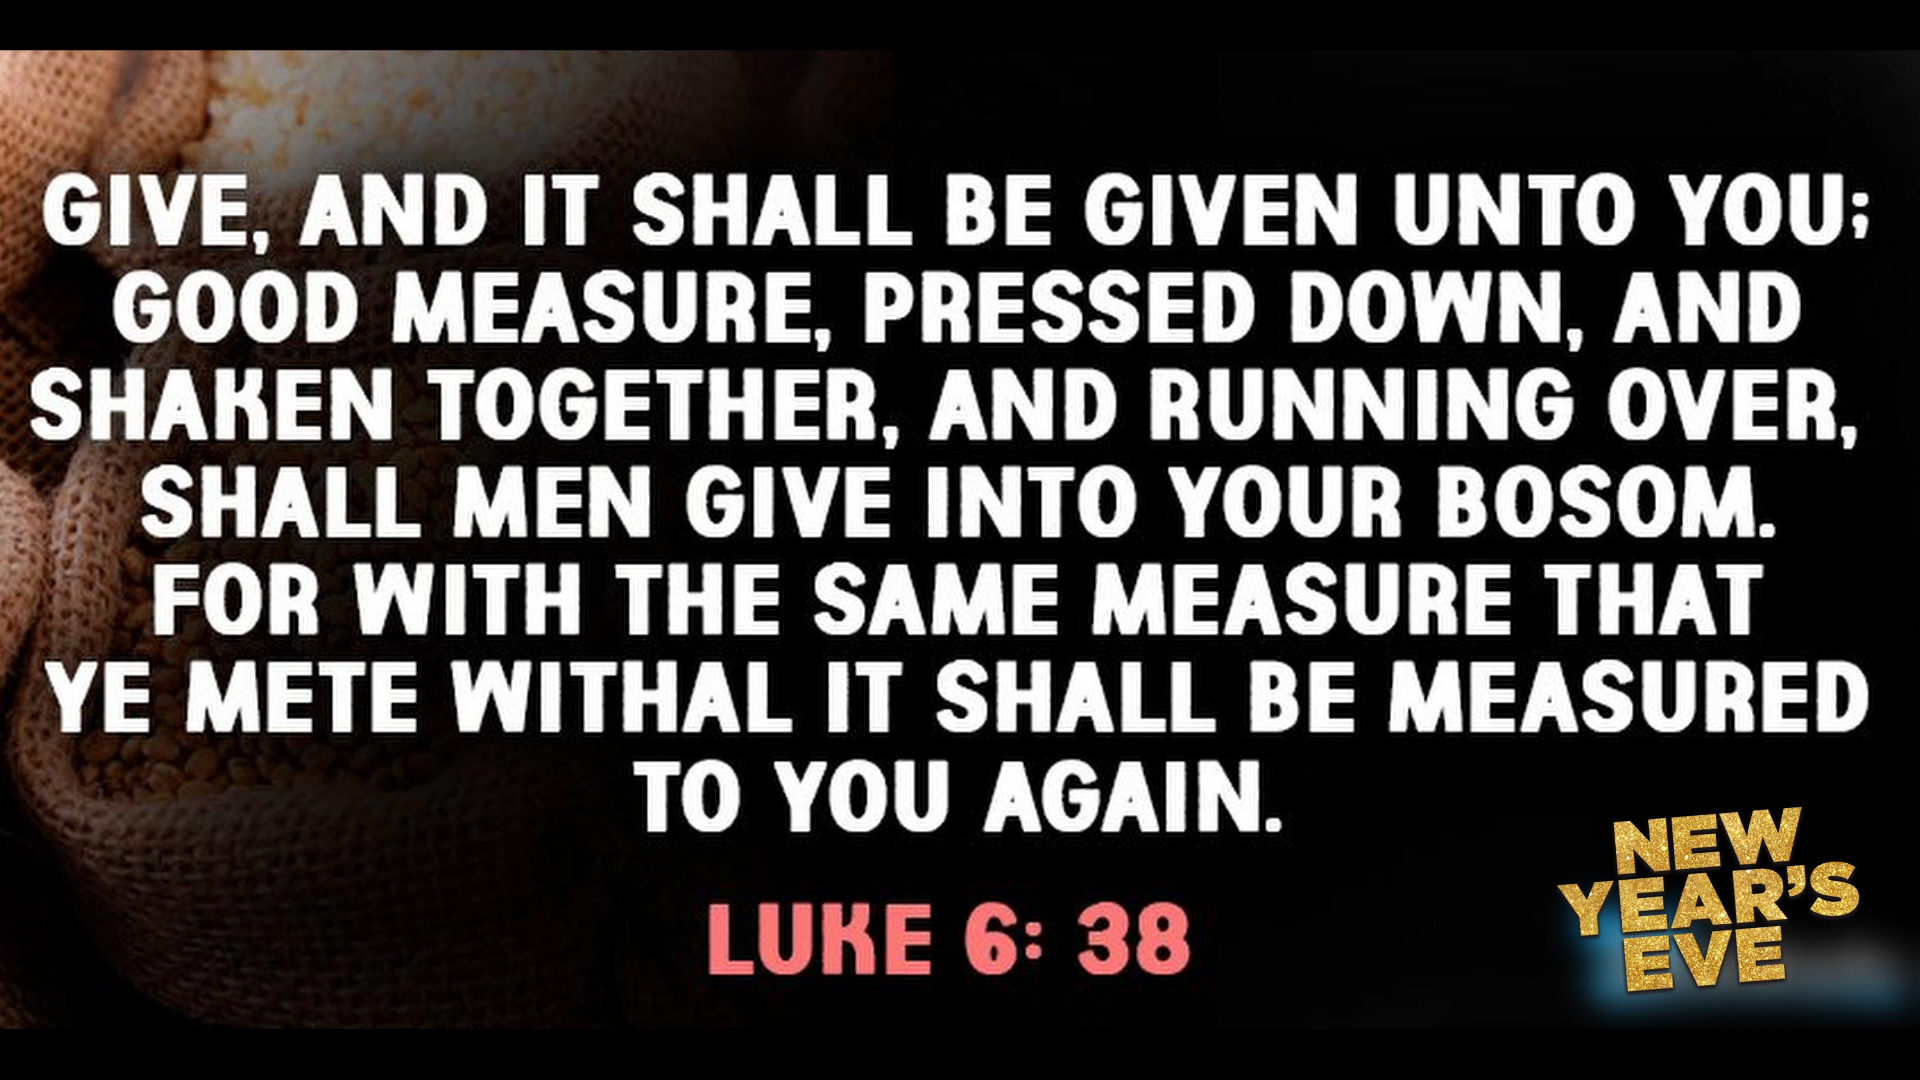 GIVE, AND IT SHALL BE GIVEN UNTO YOU;
GOOD MEASURE, PRESSED DOWN, AND
SHAKEN TOGETHER, AND RUNNING OVER,
SHALL MEN GIVE INTO YOUR BOSOM.
FOR WITH THE SAME MEASURE THAT
YE METE WITHAL IT SHALL BE MEASURED
TO YOU AGAIN.
LUKE 6: 38
NEW
YEAR'S
EVE